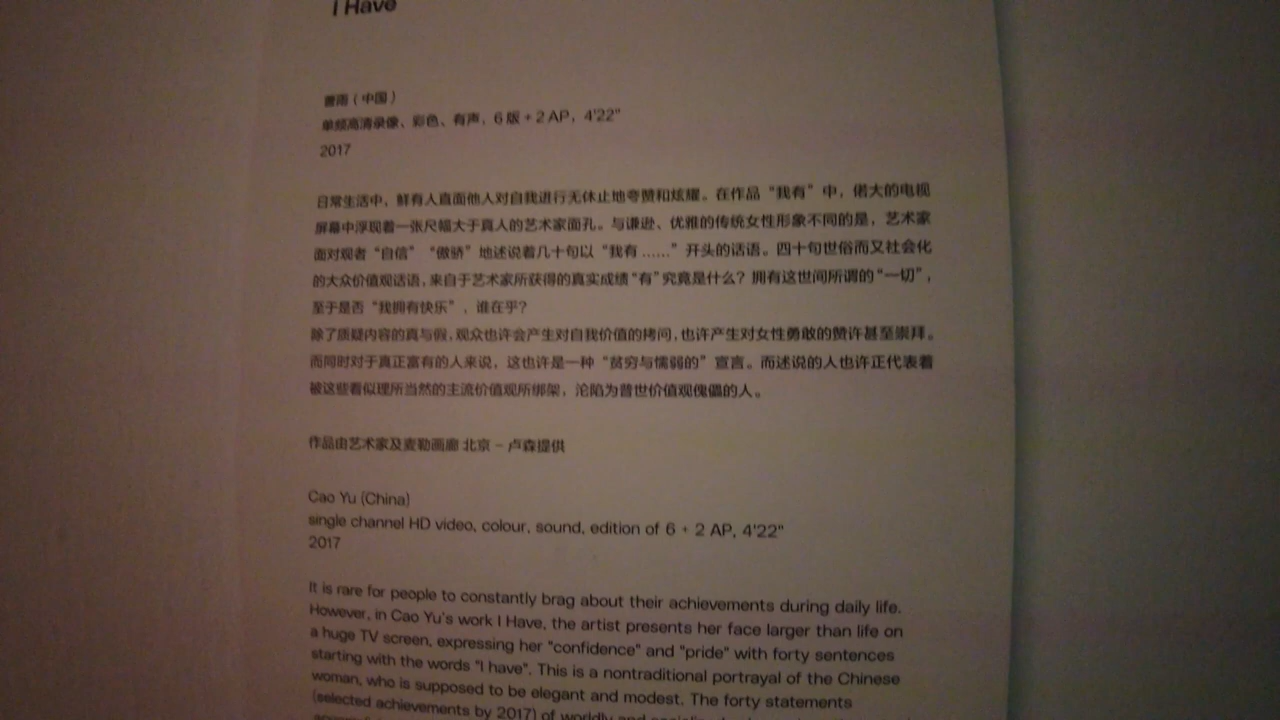 I Have
曹雨（中国）
单频高清录像、彩色、有声，6 版 + 2 AP，4'22"
2017
日常生活中，鲜有人直面他人对自我进行无休止地夸赞和炫耀。在作品“我有”中，偌大的电视
屏幕中浮现着一张尺幅大于真人的艺术家面孔。与谦逊、优雅的传统女性形象不同的是，艺术家
面对观者“自信”“傲骄”地述说着几十句以“我有 ......”开头的话语。四十句世俗而又社会化
的大众价值观话语，来自于艺术家所获得的真实成绩“有”究竟是什么？拥有这世间所谓的“一切”，
至于是否“我拥有快乐”，谁在乎？
除了质疑内容的真与假，观众也许会产生对自我价值的拷问，也许产生对女性勇敢的赞许甚至崇拜。
而同时对于真正富有的人来说，这也许是一种“贫穷与懦弱的”宣言。而述说的人也许正代表着
被这些看似理所当然的主流价值观所绑架，沦陷为普世价值观傀儡的人。
作品由艺术家及麦勒画廊 北京 – 卢森提供
Cao Yu (China)
single channel HD video, colour, sound, edition of 6 + 2 AP, 4'22"
2017
It is rare for people to constantly brag about their achievements during daily life.
However, in Cao Yu's work I Have, the artist presents her face larger than life on
a huge TV screen, expressing her "confidence" and "pride" with forty sentences
starting with the words "I have". This is a nontraditional portrayal of the Chinese
woman, who is supposed to be elegant and modest. The forty statements
(selected achievements by 2017) of worldly and